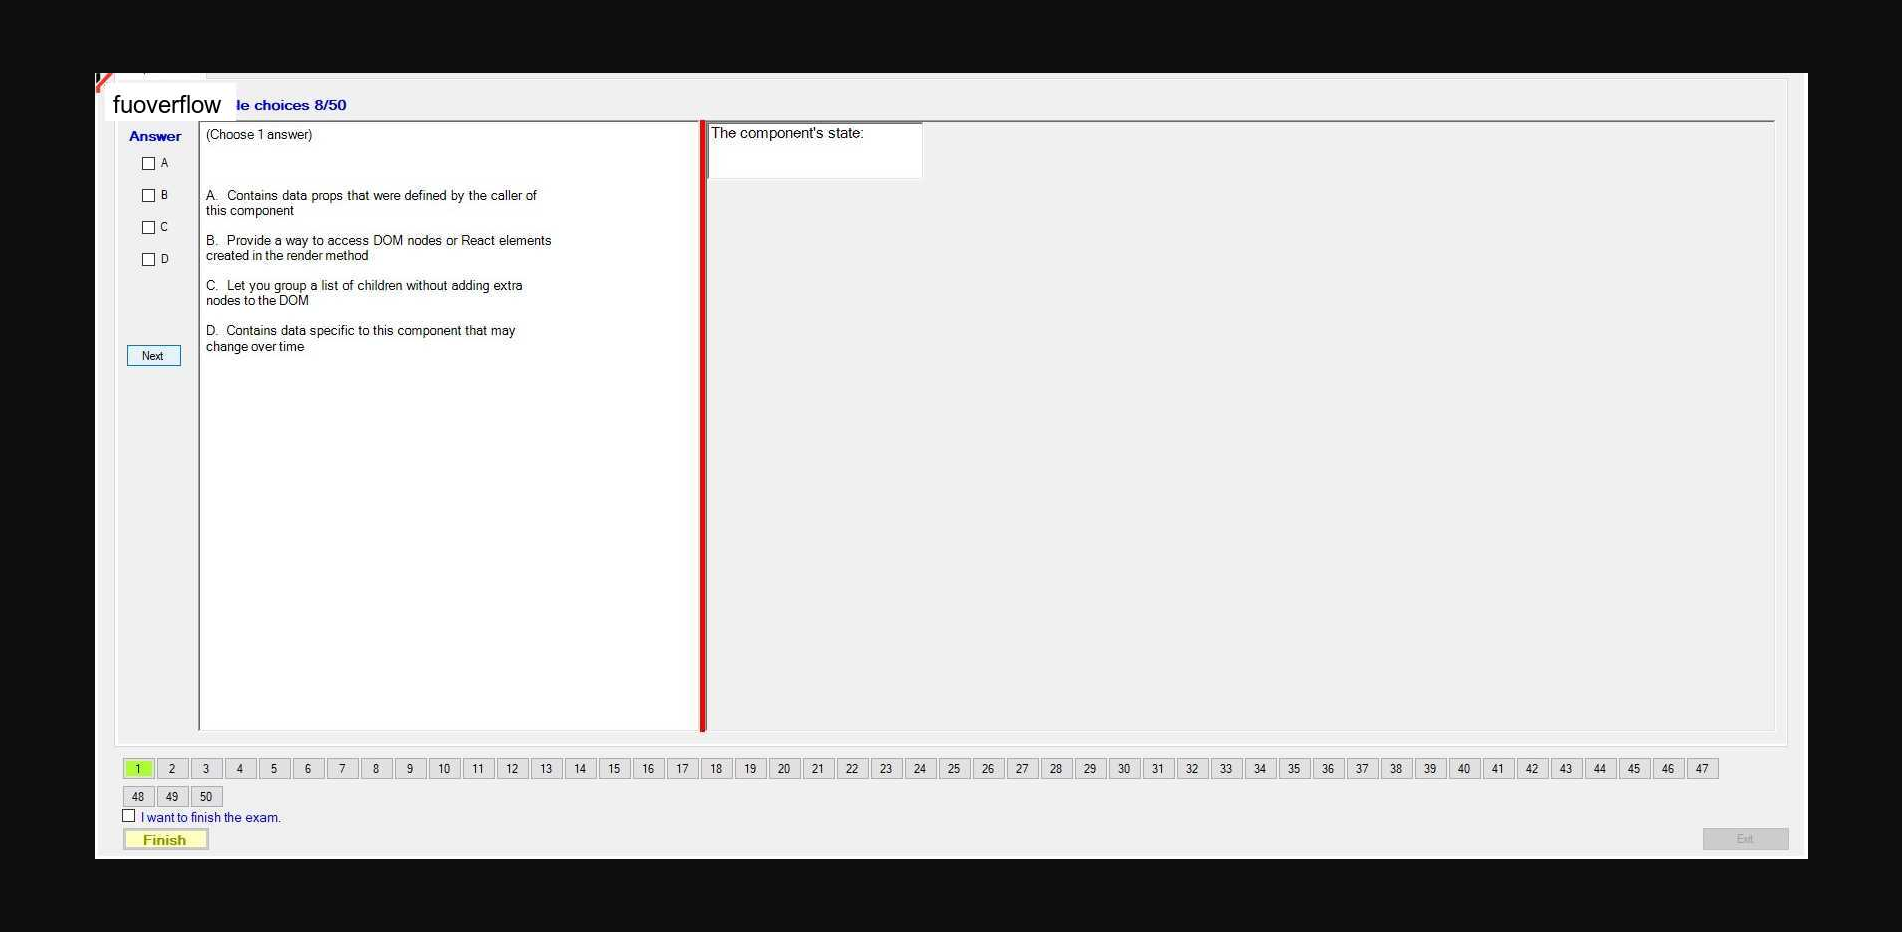 fuoverflow
le choices 8/50
Answer
(Choose 1 answer)
The component's state:
A
B
C
D
A. Contains data props that were defined by the caller of
this component
B. Provide a way to access DOM nodes or React elements
created in the render method
C. Let you group a list of children without adding extra
nodes to the DOM
D. Contains data specific to this component that may
change over time
Next
1 2 3 4 5 6 7 8 9 10 11 12 13 14 15 16 17 18 19 20 21 22 23 24 25 26 27 28 29 30 31 32 33 34 35 36 37 38 39 40 41 42 43 44 45 46 47
48 49 50
I want to finish the exam.
Finish
Exit